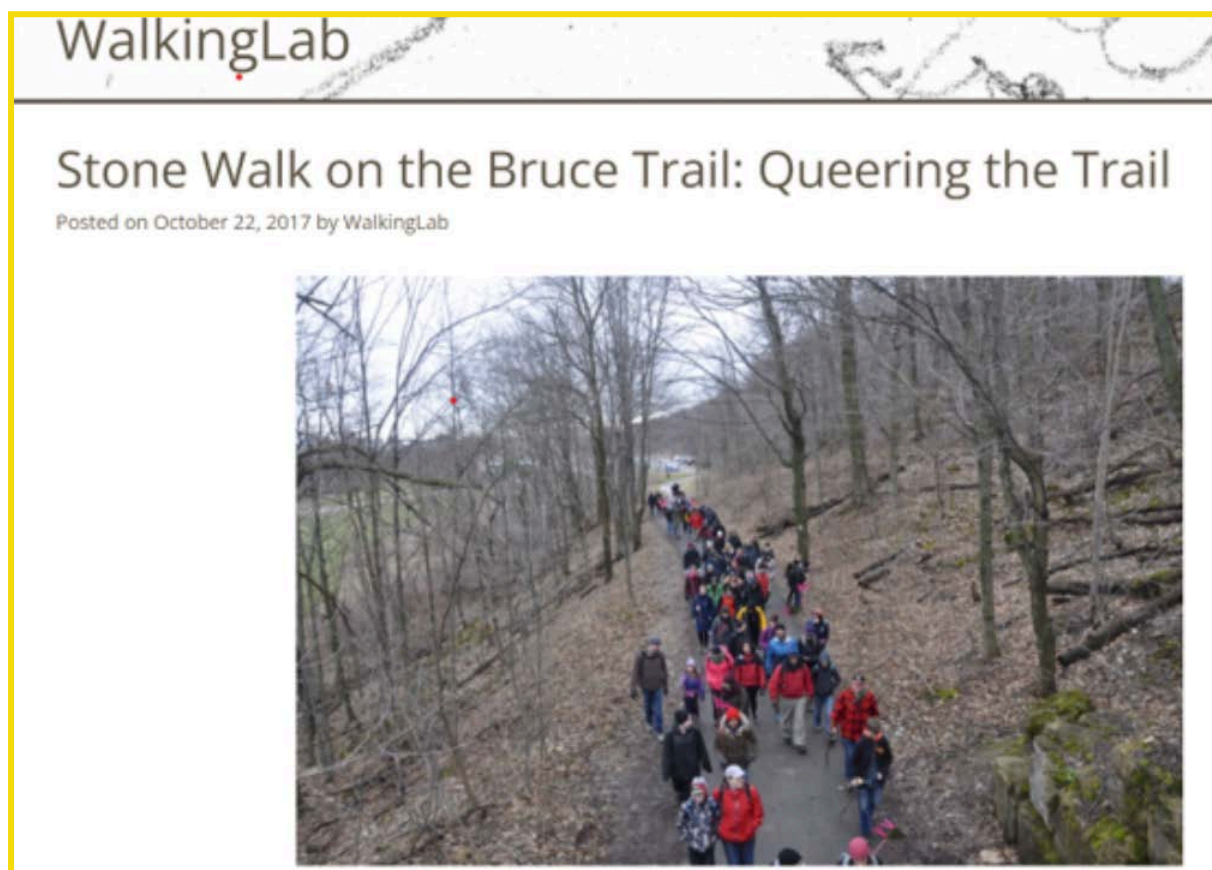 WalkingLab
Stone Walk on the Bruce Trail: Queering the Trail
Posted on October 22, 2017 by WalkingLab